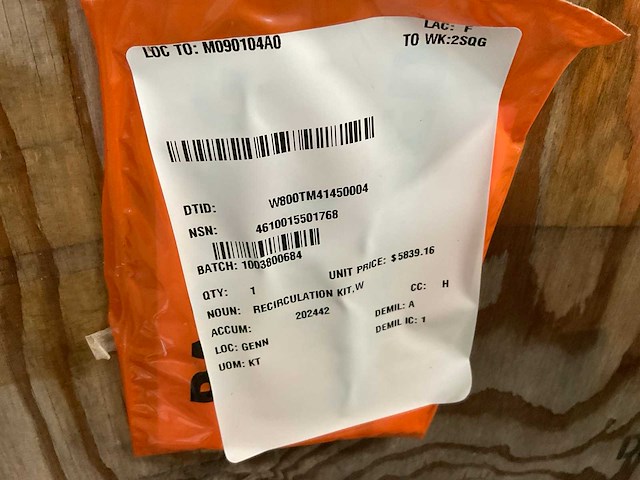 LOC TO: M090104A0
LAC: F
TO WK:2SQG
DTID: W800TM41450004
NSN: 4610015501768
BATCH: 1003800684
UNIT PRICE: $5839.16
QTY: 1
NOUN: RECIRCULATION KIT,W
CC: H
ACCUM: 202442
DEMIL: A
LOC: GENN
DEMIL IC: 1
UOM: KT